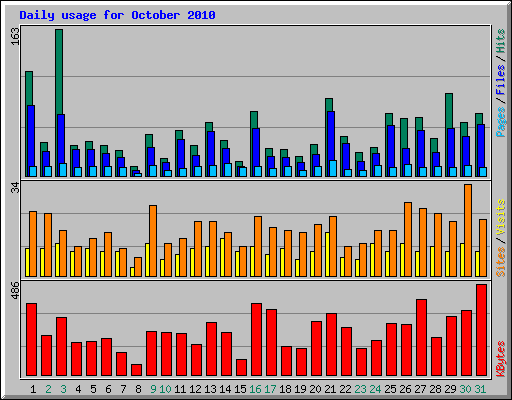 Daily usage for October 2010
163
Pages / Files / Hits
34
Sites / Visits
486
KBytes
1 2 3 4 5 6 7 8 9 10 11 12 13 14 15 16 17 18 19 20 21 22 23 24 25 26 27 28 29 30 31